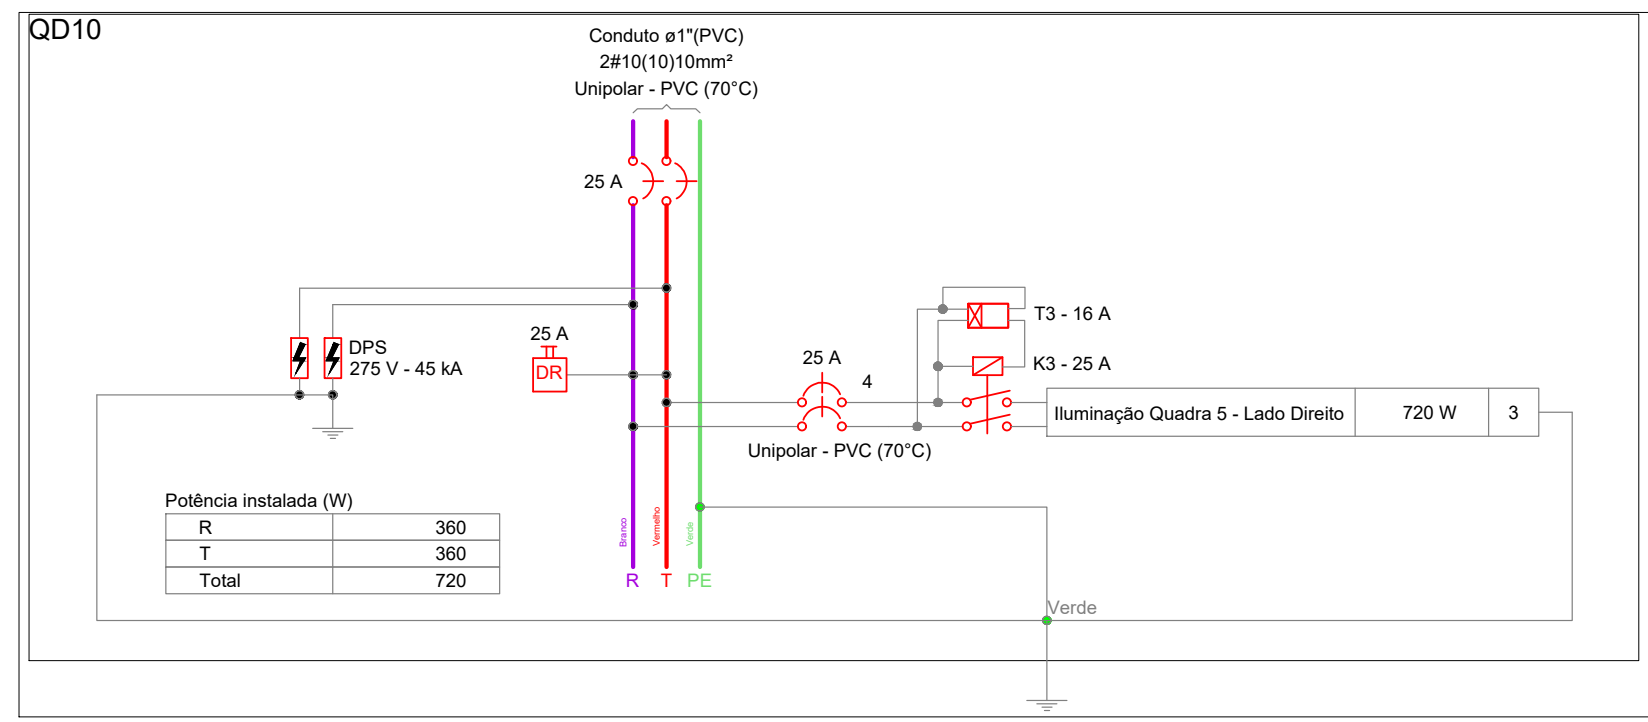 QD10
Conduto ø1"(PVC)
2#10(10)10mm²
Unipolar - PVC (70°C)
25 A
DPS
275 V - 45 kA
25 A
DR
25 A
4
Unipolar - PVC (70°C)
T3 - 16 A
K3 - 25 A
Iluminação Quadra 5 - Lado Direito 720 W 3
Potência instalada (W)
R 360
T 360
Total 720
Branco
Vermelho
Verde
R T PE
Verde